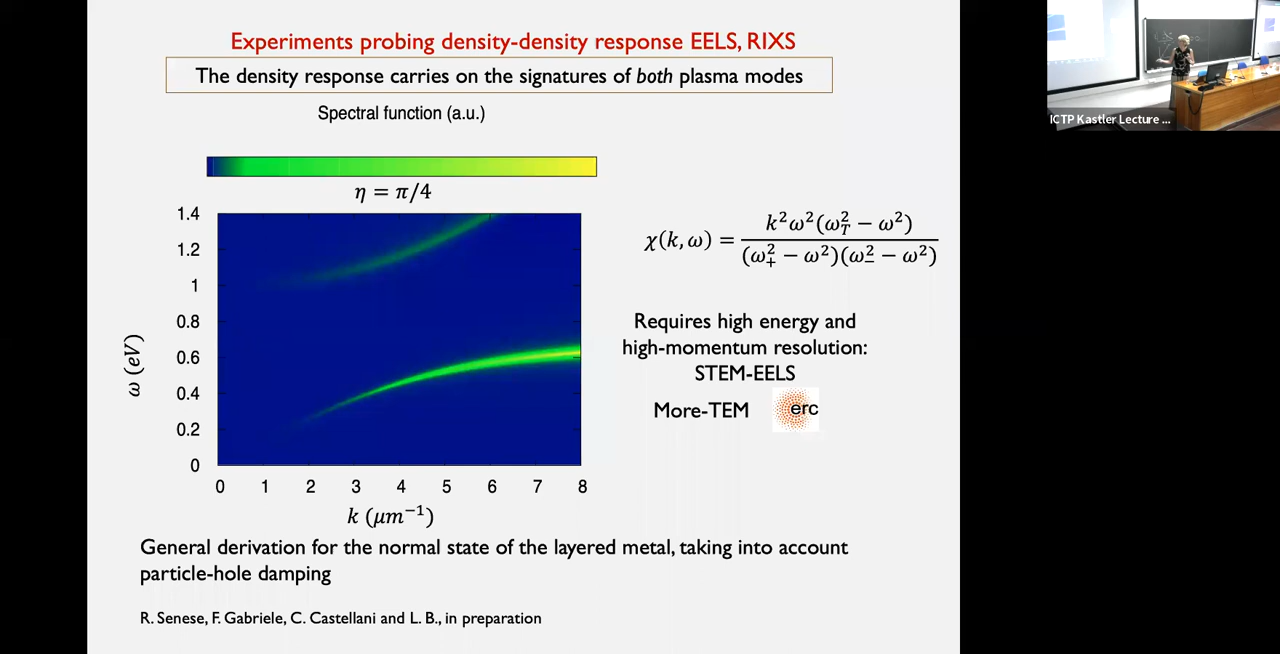 Experiments probing density-density response EELS, RIXS
The density response carries on the signatures of both plasma modes
Spectral function (a.u.)
η = π/4
1.4
1.2
1
0.8
0.6
0.4
0.2
0
ω (eV)
0 1 2 3 4 5 6 7 8
k (μm⁻¹)
χ(k, ω) = k²ω²(ω_T² − ω²) / (ω₊² − ω²)(ω₋² − ω²)
Requires high energy and
high-momentum resolution:
STEM-EELS
More-TEM
erc
General derivation for the normal state of the layered metal, taking into account
particle-hole damping
R. Senese, F. Gabriele, C. Castellani and L. B., in preparation
ICTP Kastler Lecture ...